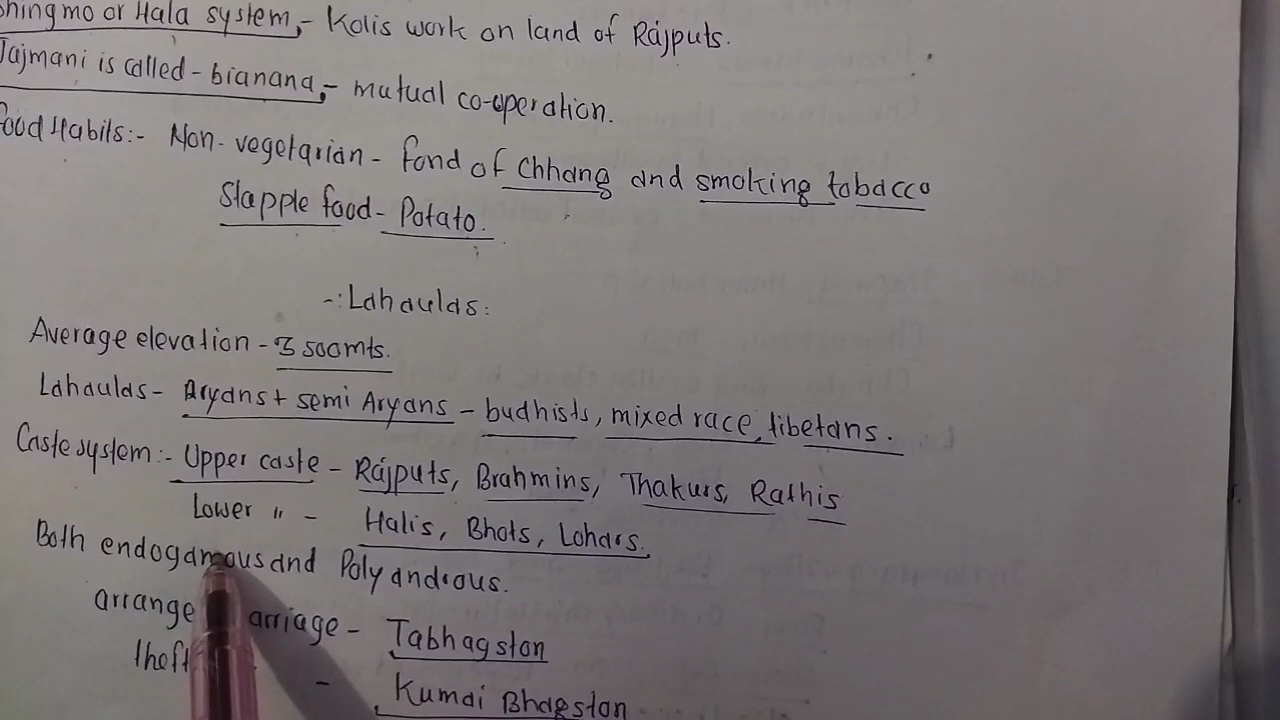 hingmo or Hala system,- Kolis work on land of Rajputs.
Jajmani is called - bianana,- mutual co-operation.
Food Habits:- Non-vegetarian - fond of Chhang and smoking tobacco
Stapple food - Potato.
-: Lahaulas:
Average elevation - 3500mts.
Lahaulas - Aryans + semi Aryans - budhists, mixed race, tibetans.
Caste system:- Upper caste - Rajputs, Brahmins, Thakurs, Rathis
Lower " - Halis, Bhots, Lohars.
Both endogamous and Polyandrous.
arrange arriage - Tabhagston
theft - Kumai Bhagston